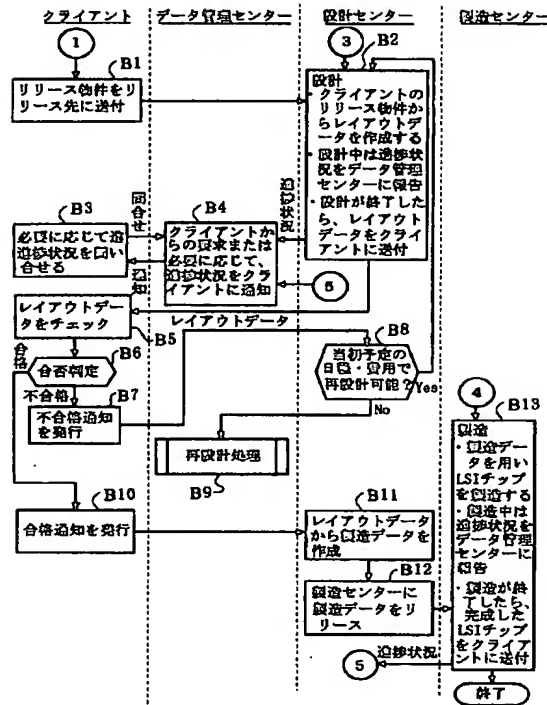 クライアント
データ管理センター
設計センター
製造センター
1
3
B1
B2
リリース物件をリ
リース先に送付
設計
・クライアントの
リリース物件か
らレイアウトデ
ータを作成する
・設計中は進捗状
況をデータ管理
センターに報告
・設計が終了した
ら、レイアウト
データをクライ
アントに送付
B3
問合せ
B4
進捗状況
必要に応じて進
捗状況を問い
合せる
クライアントか
らの要求または
必要に応じて、
進捗状況をクラ
イアントに通知
通知
レイアウトデー
タをチェック
B5
レイアウトデータ
合格
B6
合否判定
不合格
B7
不合格通知
を発行
B8
当初予定の
日程・費用で
再設計可能?
Yes
No
再設計処理
B9
4
B13
製造
・製造データ
を用い
LSIチップ
を製造する
・製造中は
進捗状況を
データ管理
センターに
報告
・製造が終
了したら、
完成した
LSIチップ
をクライア
ントに送付
B10
合格通知を発行
B11
レイアウトデータ
から製造データを
作成
B12
製造センターに
製造データをリ
リース
5
進捗状況
終了